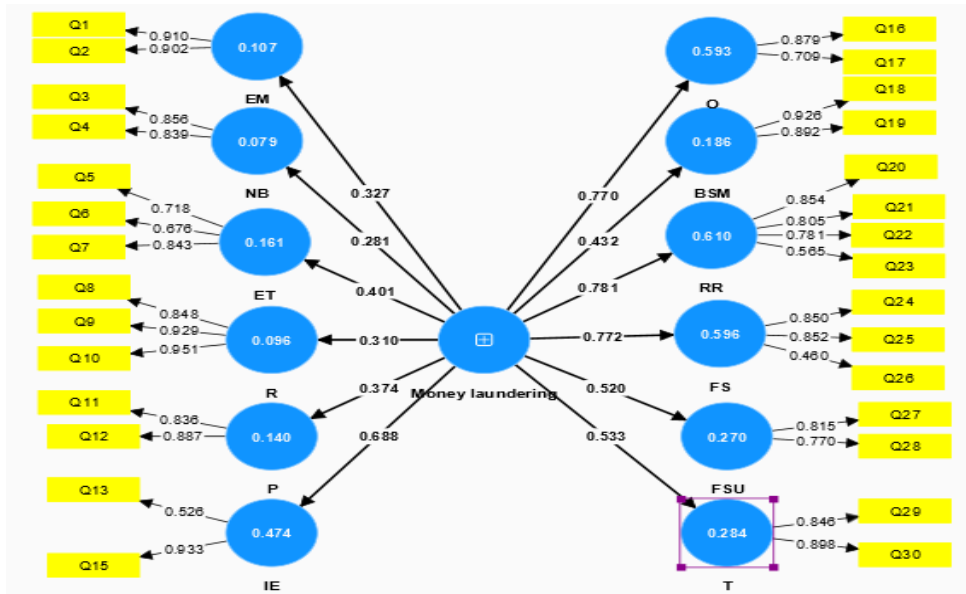 Q1
0.910
Q2
0.902
0.107
EM
Q3
0.856
Q4
0.839
0.079
NB
Q5
0.718
Q6
0.676
Q7
0.843
0.161
ET
Q8
0.848
Q9
0.929
Q10
0.951
0.096
R
Q11
0.836
Q12
0.887
0.140
P
Q13
0.526
Q15
0.933
0.474
IE
0.327
0.281
0.401
0.310
0.374
0.688
Money laundering
0.770
0.432
0.781
0.772
0.520
0.533
0.593
O
0.879
Q16
0.709
Q17
0.186
BSM
0.926
Q18
0.892
Q19
0.610
RR
0.854
Q20
0.805
Q21
0.781
Q22
0.565
Q23
0.596
FS
0.850
Q24
0.852
Q25
0.460
Q26
0.270
FSU
0.815
Q27
0.770
Q28
0.284
T
0.846
Q29
0.898
Q30